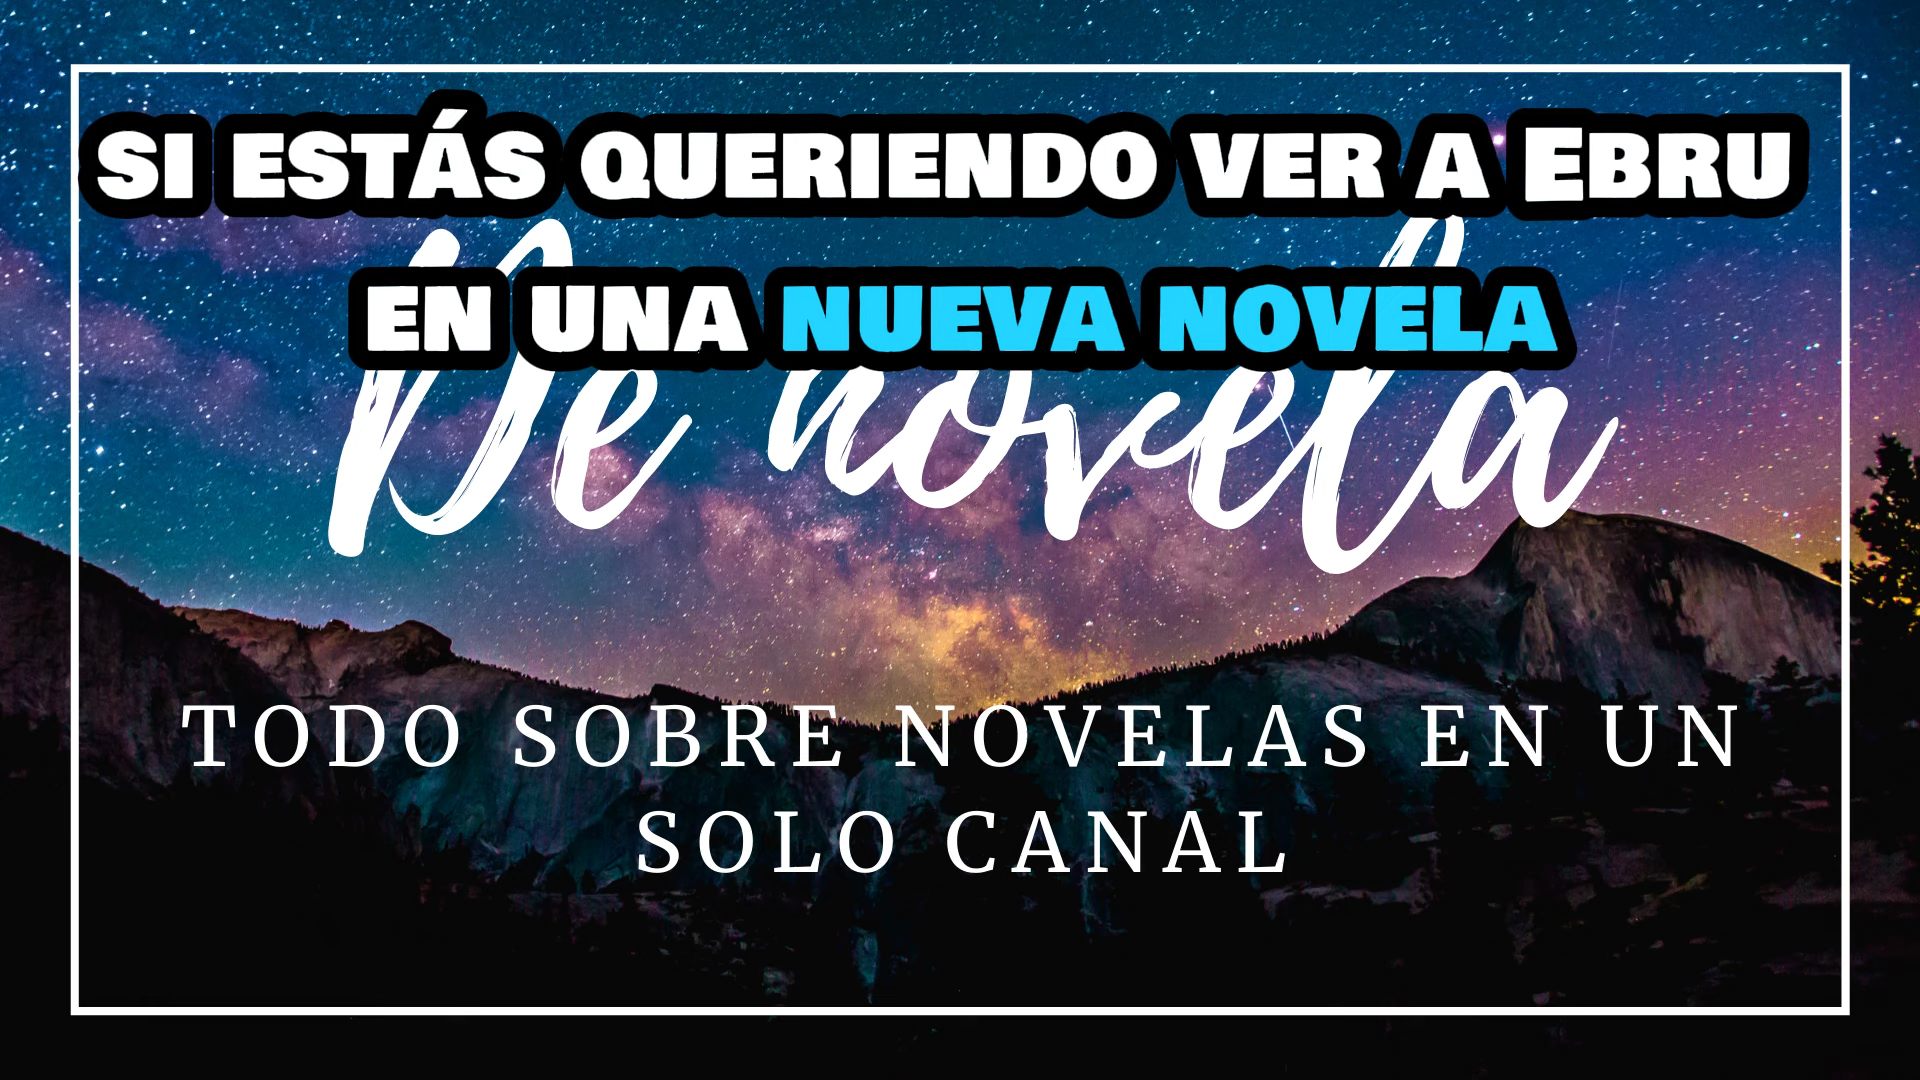 SI ESTÁS QUERIENDO VER A EBRU
EN UNA NUEVA NOVELA
De novela
TODO SOBRE NOVELAS EN UN
SOLO CANAL